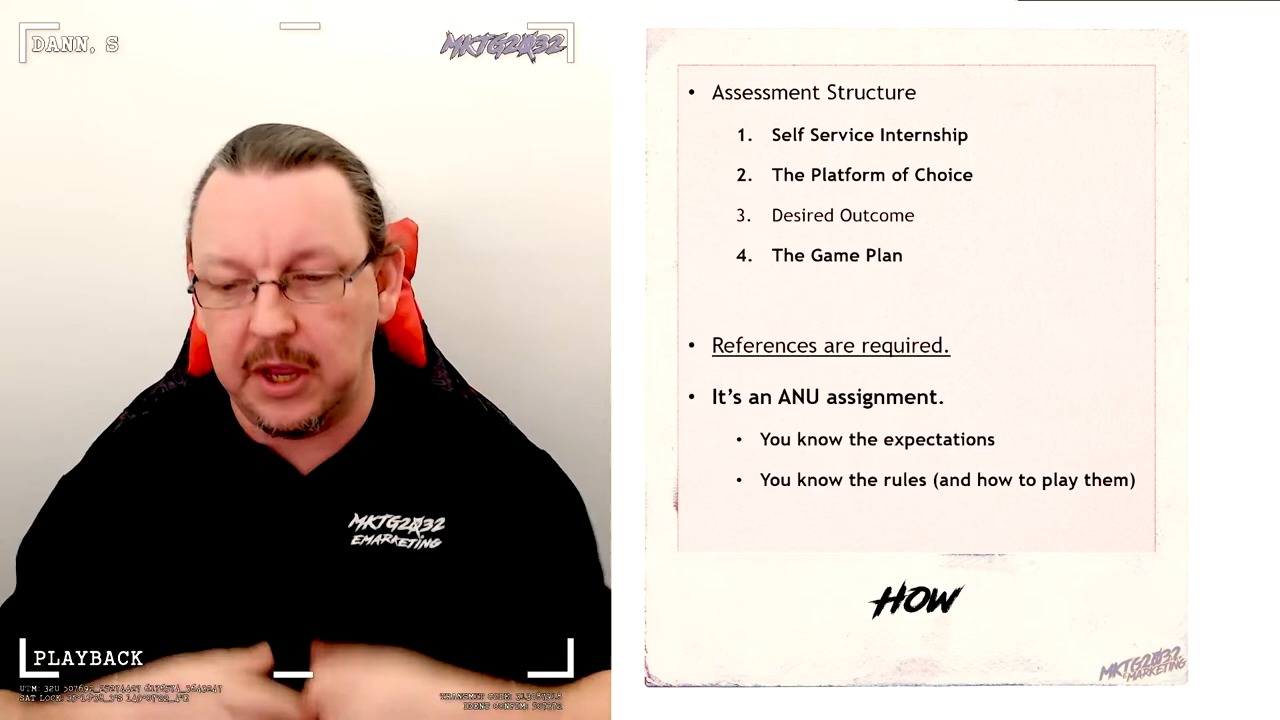 DANN, S
MKTG2032
MKTG2032
EMARKETING
PLAYBACK
• Assessment Structure
1. Self Service Internship
2. The Platform of Choice
3. Desired Outcome
4. The Game Plan
• References are required.
• It's an ANU assignment.
• You know the expectations
• You know the rules (and how to play them)
HOW
MKTG2032
EMARKETING